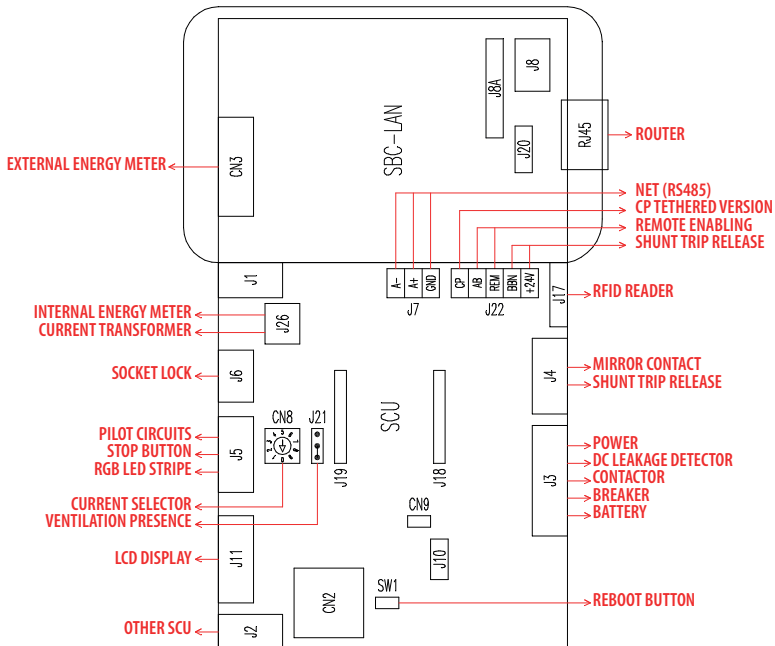 J8
J8A
SBC-LAN
RJ45
ROUTER
J20
CN3
EXTERNAL ENERGY METER
NET (RS485)
CP TETHERED VERSION
REMOTE ENABLING
SHUNT TRIP RELEASE
J1
A-
A+
GND
CP
AB
REM
BBN
+24V
J17
RFID READER
J7
J22
INTERNAL ENERGY METER
CURRENT TRANSFORMER
J26
SOCKET LOCK
J6
J4
MIRROR CONTACT
SHUNT TRIP RELEASE
CN8
J21
SCU
PILOT CIRCUITS
STOP BUTTON
RGB LED STRIPE
J5
J19
J18
J3
POWER
DC LEAKAGE DETECTOR
CONTACTOR
BREAKER
BATTERY
CURRENT SELECTOR
VENTILATION PRESENCE
CN9
LCD DISPLAY
J11
J10
CN2
SW1
REBOOT BUTTON
OTHER SCU
J2